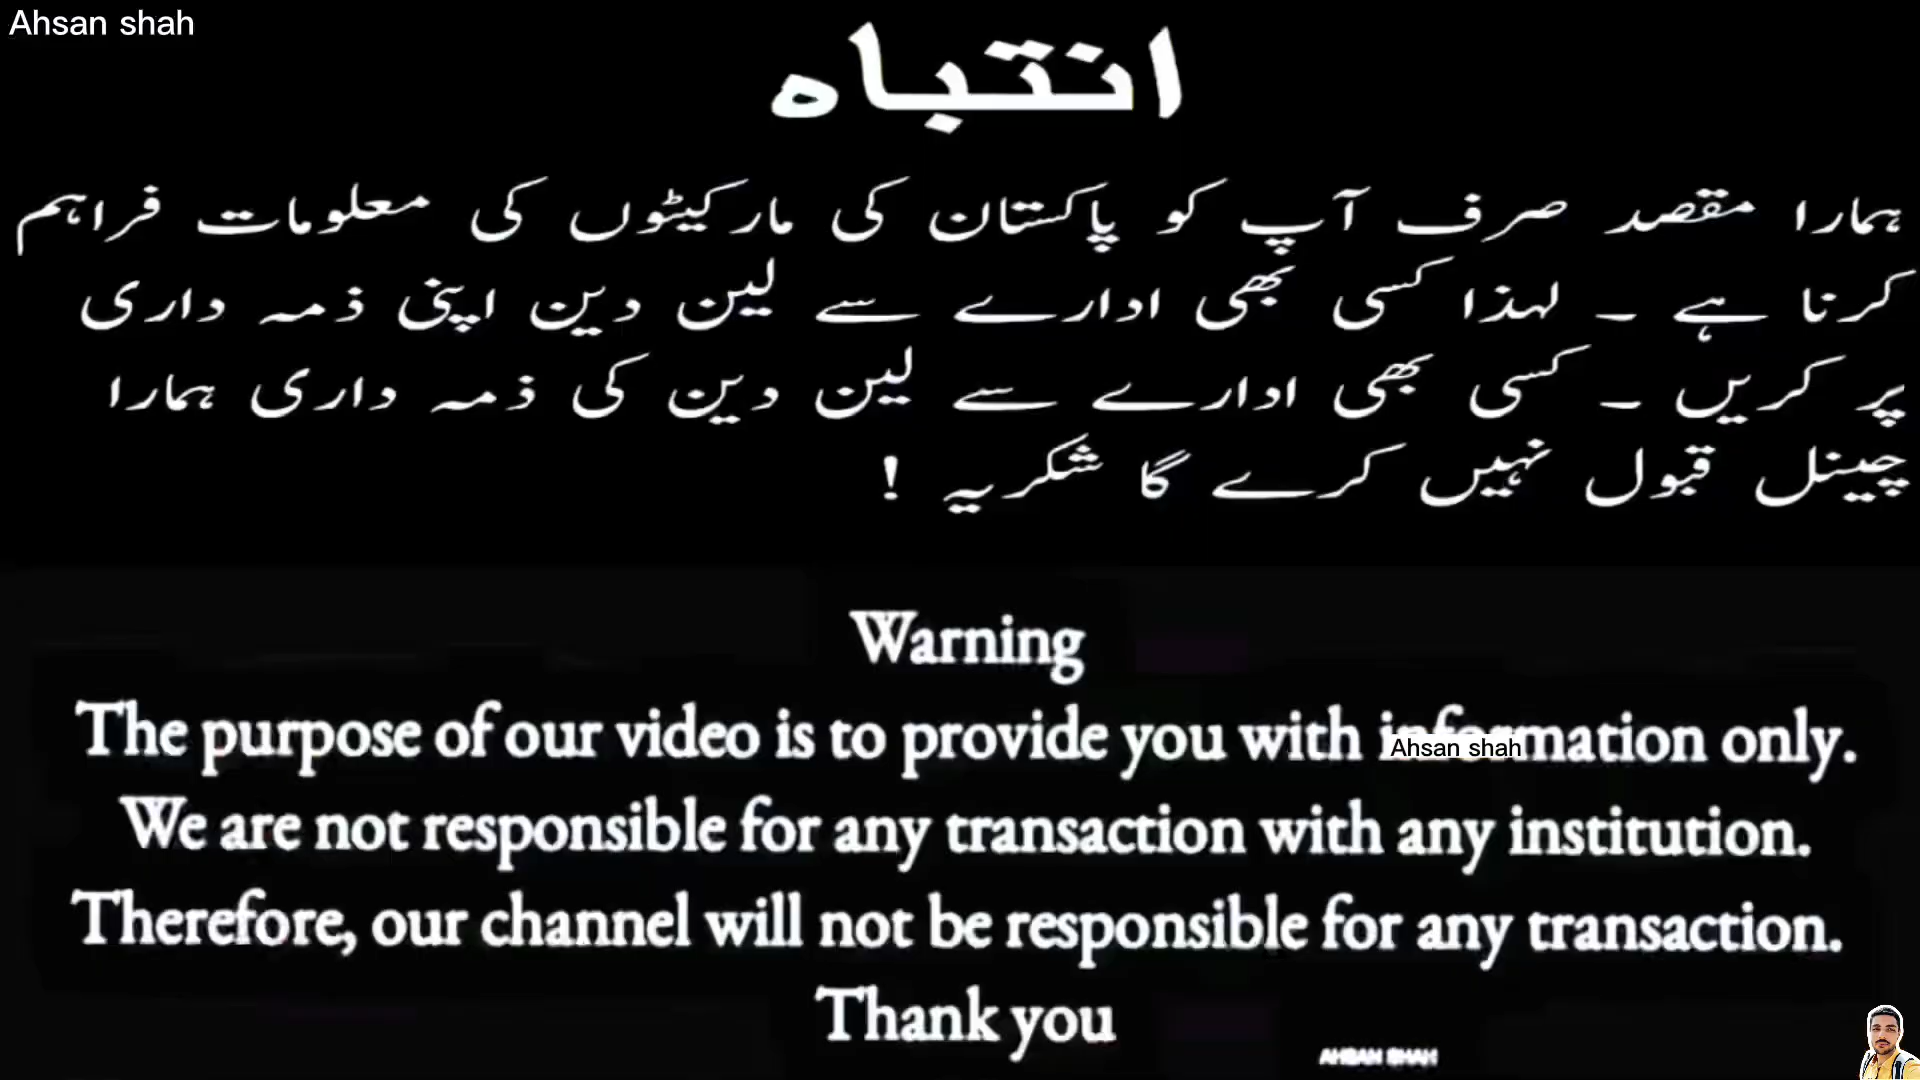 Ahsan shah
انتباہ
ہمارا مقصد صرف آپ کو پاکستان کی مارکیٹوں کی معلومات فراہم
کرنا ہے ۔ لہذا کسی بھی ادارے سے لین دین اپنی ذمہ داری
پر کریں ۔ کسی بھی ادارے سے لین دین کی ذمہ داری ہمارا
چینل قبول نہیں کرے گا شکریہ !
Warning
The purpose of our video is to provide you with information only.
Ahsan shah
We are not responsible for any transaction with any institution.
Therefore, our channel will not be responsible for any transaction.
Thank you
AHSAN SHAH